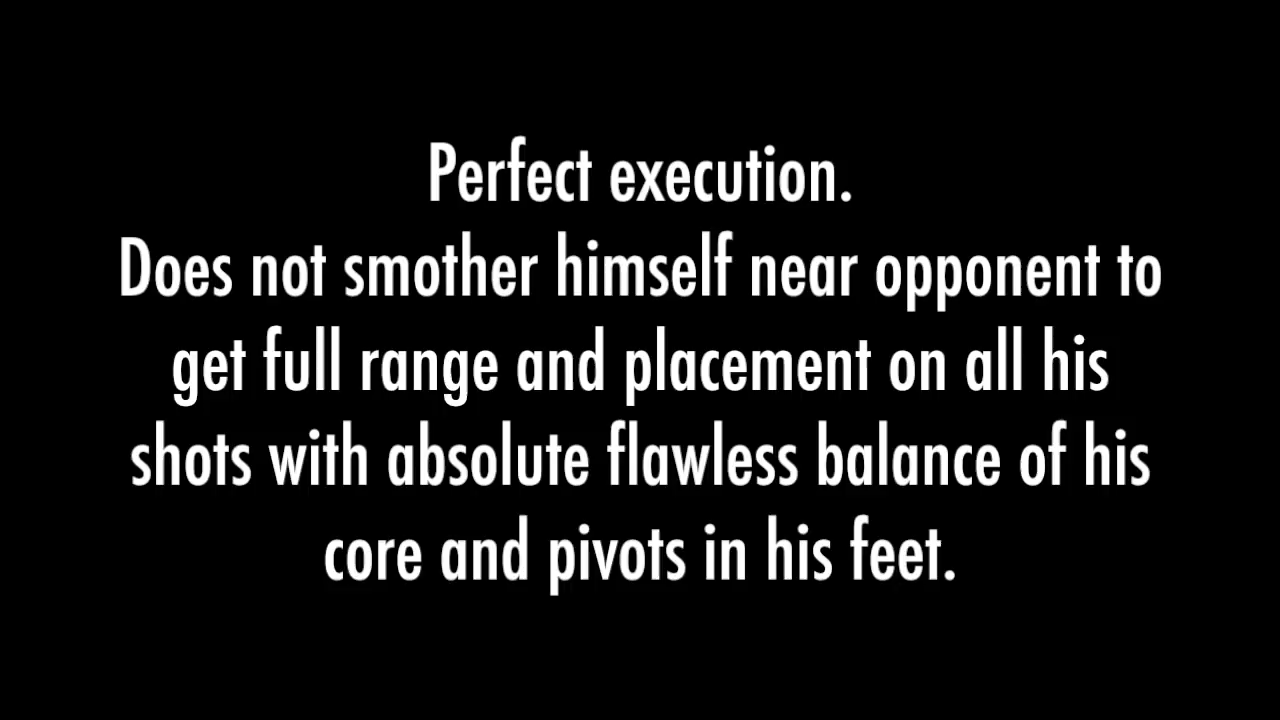 Perfect execution.
Does not smother himself near opponent to
get full range and placement on all his
shots with absolute flawless balance of his
core and pivots in his feet.